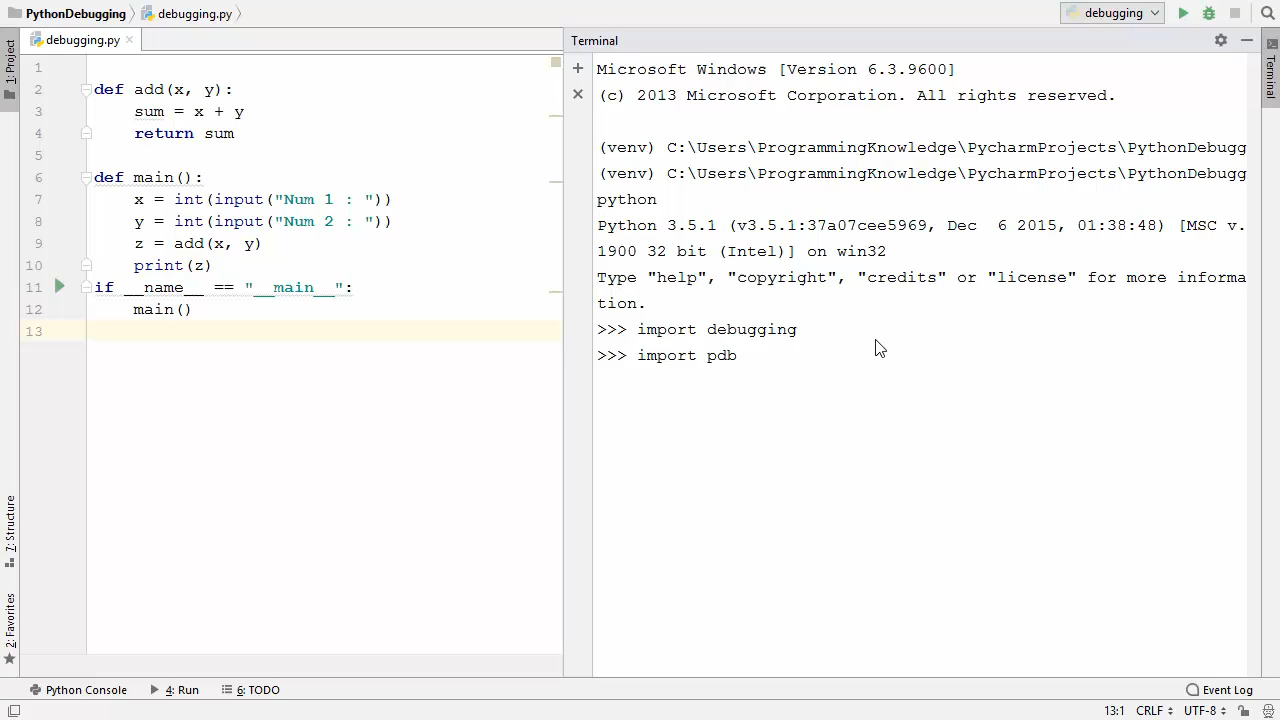 PythonDebugging
debugging.py
debugging
debugging.py
Terminal
1: Project
7: Structure
2: Favorites
Terminal
1
2 def add(x, y):
3 sum = x + y
4 return sum
5
6 def main():
7 x = int(input("Num 1 : "))
8 y = int(input("Num 2 : "))
9 z = add(x, y)
10 print(z)
11 if __name__ == "__main__":
12 main()
13
Microsoft Windows [Version 6.3.9600]
(c) 2013 Microsoft Corporation. All rights reserved.
(venv) C:\Users\ProgrammingKnowledge\PycharmProjects\PythonDebugg
(venv) C:\Users\ProgrammingKnowledge\PycharmProjects\PythonDebugg
python
Python 3.5.1 (v3.5.1:37a07cee5969, Dec  6 2015, 01:38:48) [MSC v.
1900 32 bit (Intel)] on win32
Type "help", "copyright", "credits" or "license" for more informa
tion.
>>> import debugging
>>> import pdb
Python Console
4: Run
6: TODO
Event Log
13:1 CRLF UTF-8